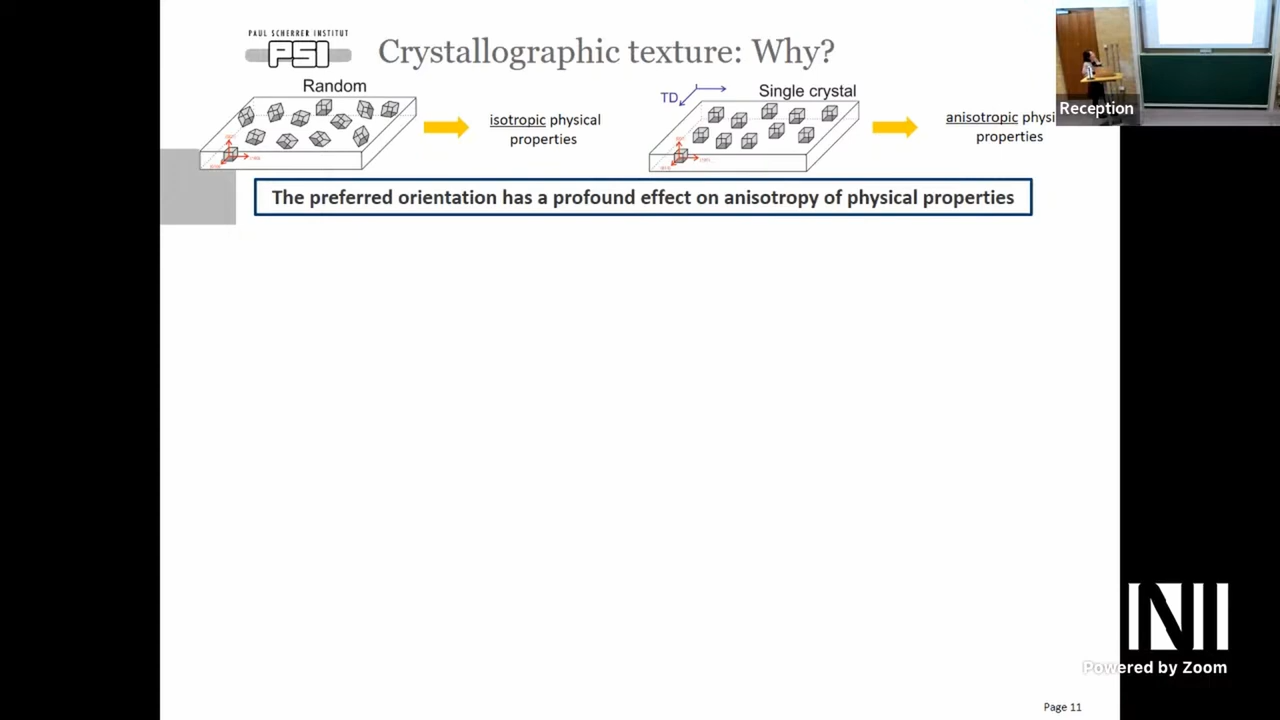 PAUL SCHERRER INSTITUT
PSI
Crystallographic texture: Why?
Random
isotropic physical
properties
TD
Single crystal
anisotropic physi
properties
Reception
The preferred orientation has a profound effect on anisotropy of physical properties
Powered by Zoom
Page 11